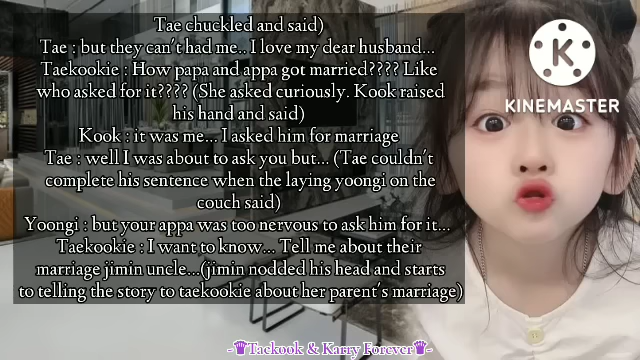 Tae chuckled and said)
Tae : but they can't had me.. I love my dear husband...
Taekookie : How papa and appa got married???? Like
who asked for it???? (She asked curiously. Kook raised
his hand and said)
Kook : it was me... I asked him for marriage
Tae : well I was about to ask you but... (Tae couldn't
complete his sentence when the laying yoongi on the
couch said)
Yoongi : but your appa was too nervous to ask him for it...
Taekookie : I want to know... Tell me about their
marriage jimin uncle...(jimin nodded his head and starts
to telling the story to taekookie about her parent's marriage)
K
KINEMASTER
-♛Taekook & Karry Forever♛-